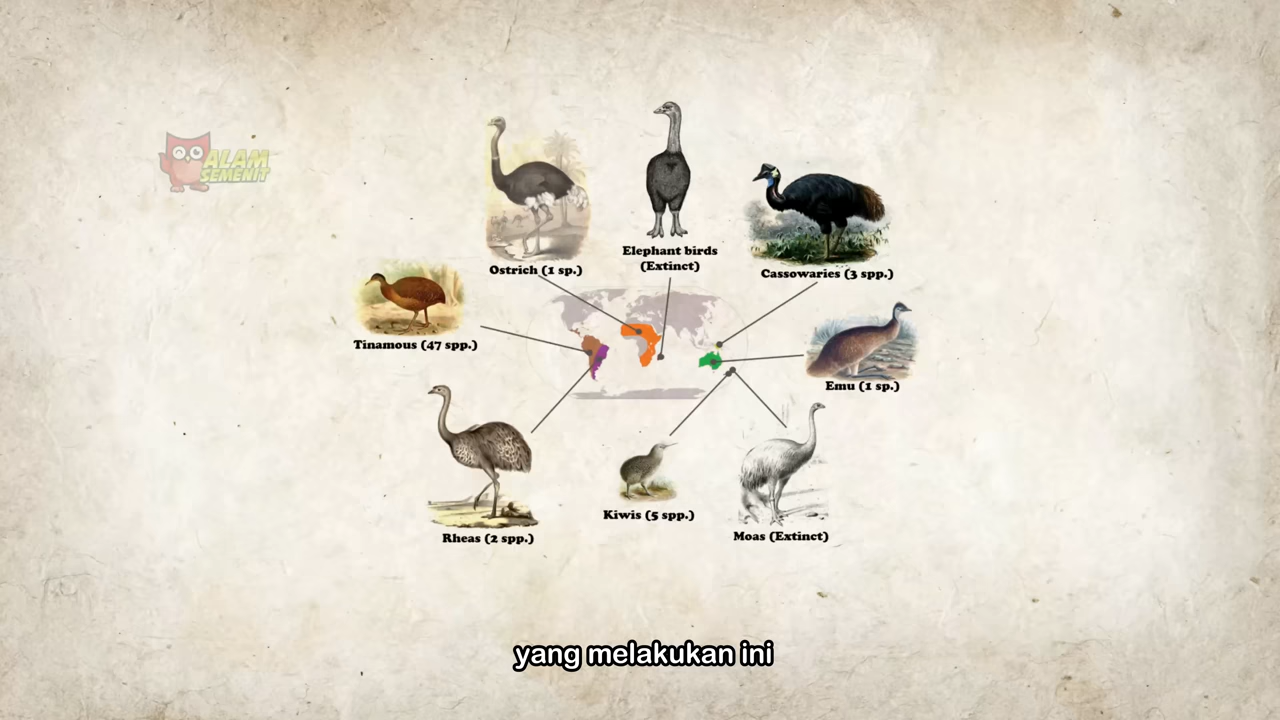 ALAM
SEMENIT
Ostrich (1 sp.)
Elephant birds
(Extinct)
Cassowaries (3 spp.)
Tinamous (47 spp.)
Emu (1 sp.)
Rheas (2 spp.)
Kiwis (5 spp.)
Moas (Extinct)
yang melakukan ini